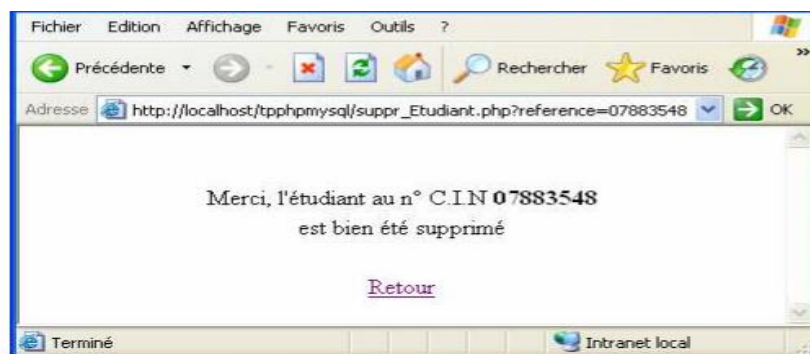 Fichier Edition Affichage Favoris Outils ?
Précédente Rechercher Favoris »
Adresse http://localhost/tpphpmysql/suppr_Etudiant.php?reference=07883548 OK
Merci, l'étudiant au n° C.I.N 07883548
est bien été supprimé
Retour
Terminé Intranet local